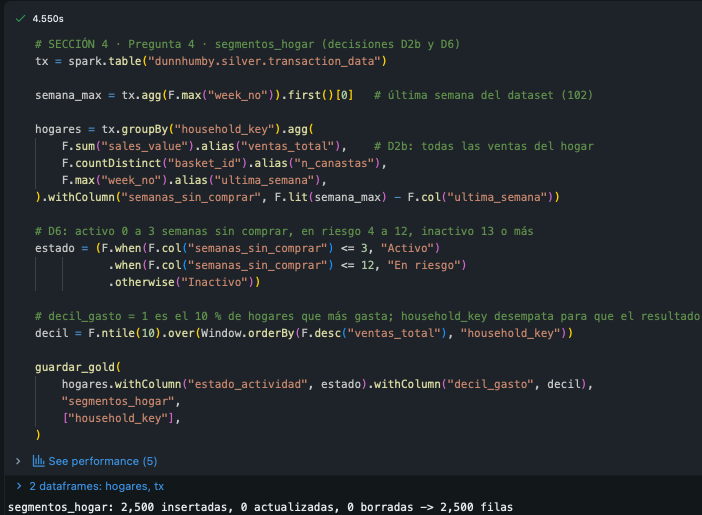 4.550s
# SECCIÓN 4 · Pregunta 4 · segmentos_hogar (decisiones D2b y D6)
tx = spark.table("dunnhumby.silver.transaction_data")
semana_max = tx.agg(F.max("week_no")).first()[0]   # última semana del dataset (102)
hogares = tx.groupBy("household_key").agg(
    F.sum("sales_value").alias("ventas_total"),    # D2b: todas las ventas del hogar
    F.countDistinct("basket_id").alias("n_canastas"),
    F.max("week_no").alias("ultima_semana"),
).withColumn("semanas_sin_comprar", F.lit(semana_max) - F.col("ultima_semana"))
# D6: activo 0 a 3 semanas sin comprar, en riesgo 4 a 12, inactivo 13 o más
estado = (F.when(F.col("semanas_sin_comprar") <= 3, "Activo")
          .when(F.col("semanas_sin_comprar") <= 12, "En riesgo")
          .otherwise("Inactivo"))
# decil_gasto = 1 es el 10 % de hogares que más gasta; household_key desempata para que el resultado
decil = F.ntile(10).over(Window.orderBy(F.desc("ventas_total"), "household_key"))
guardar_gold(
    hogares.withColumn("estado_actividad", estado).withColumn("decil_gasto", decil),
    "segmentos_hogar",
    ["household_key"],
)
See performance (5)
2 dataframes: hogares, tx
segmentos_hogar: 2,500 insertadas, 0 actualizadas, 0 borradas -> 2,500 filas